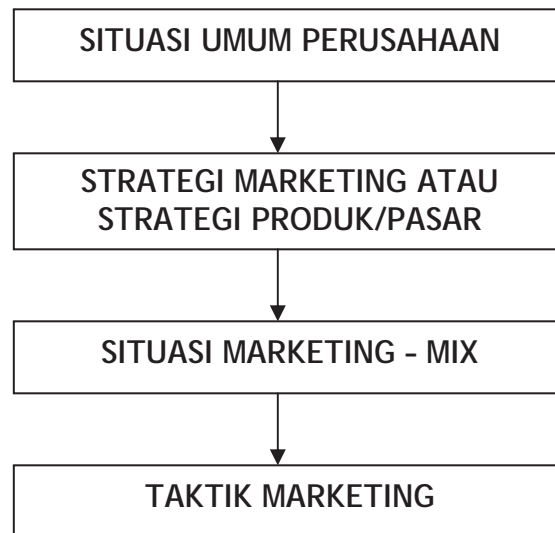 SITUASI UMUM PERUSAHAAN
STRATEGI MARKETING ATAU
STRATEGI PRODUK/PASAR
SITUASI MARKETING - MIX
TAKTIK MARKETING